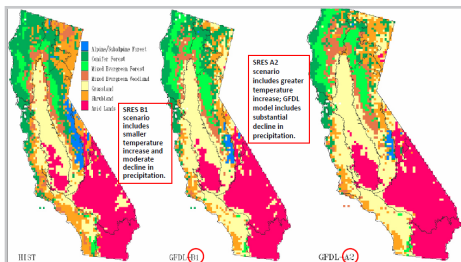 Alpine/Subalpine Forest
Conifer Forest
Mixed Evergreen Forest
Mixed Evergreen Woodland
Grassland
Shrubland
Arid Lands
SRES B1
scenario
includes
smaller
temperature
increase and
moderate
decline in
precipitation.
SRES A2
scenario
includes
greater
temperature
increase; GFDL
model includes
substantial
decline in
precipitation.
HIST
GFDL-B1
GFDL-A2